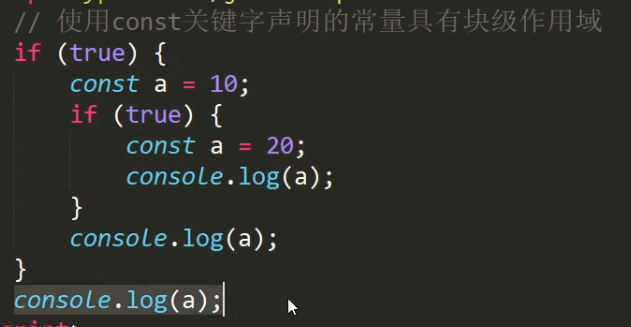 // 使用const关键字声明的常量具有块级作用域
if (true) {
    const a = 10;
    if (true) {
        const a = 20;
        console.log(a);
    }
    console.log(a);
}
console.log(a);